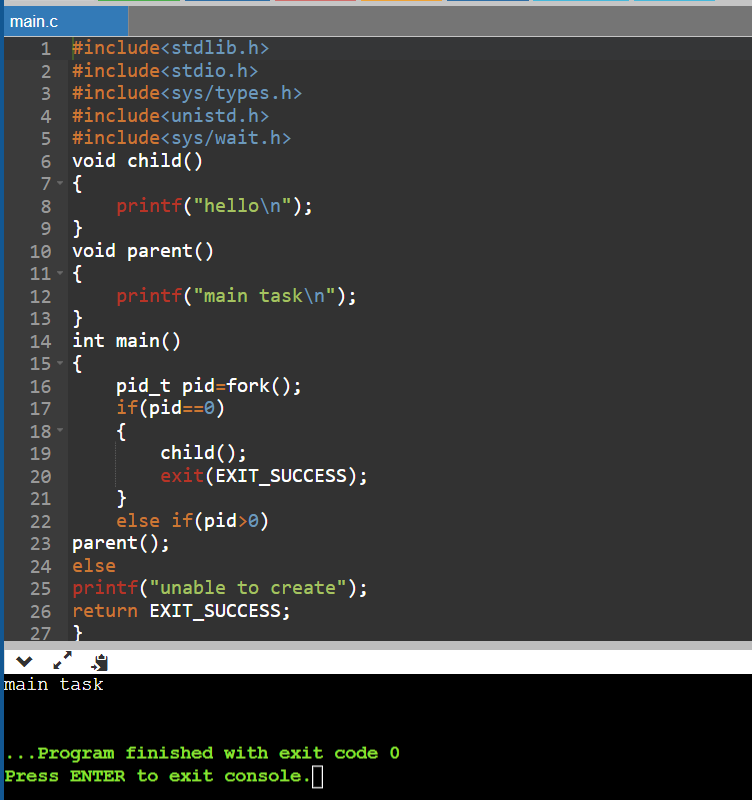 main.c
1 #include<stdlib.h>
2 #include<stdio.h>
3 #include<sys/types.h>
4 #include<unistd.h>
5 #include<sys/wait.h>
6 void child()
7 {
8     printf("hello\n");
9 }
10 void parent()
11 {
12     printf("main task\n");
13 }
14 int main()
15 {
16     pid_t pid=fork();
17     if(pid==0)
18     {
19         child();
20         exit(EXIT_SUCCESS);
21     }
22     else if(pid>0)
23 parent();
24 else
25 printf("unable to create");
26 return EXIT_SUCCESS;
27 }
main task
...Program finished with exit code 0
Press ENTER to exit console.